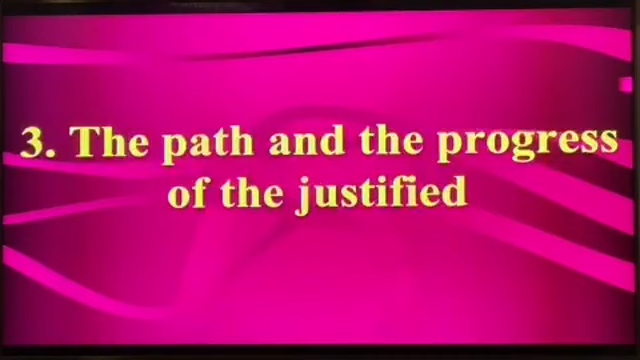 3. The path and the progress
of the justified